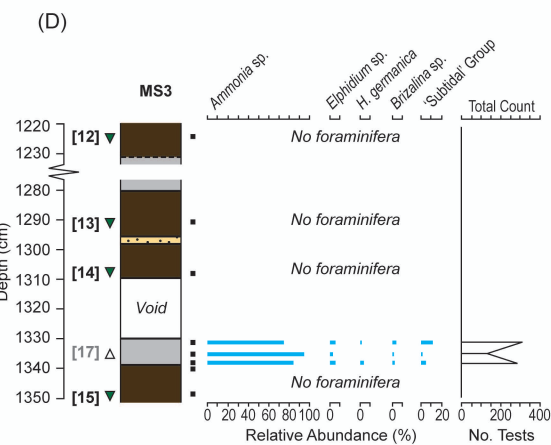 (D)
MS3
Ammonia sp.
Elphidium sp.
H. germanica
Brizalina sp.
'Subtidal' Group
Total Count
Depth (cm)
1220
1230
1280
1290
1300
1310
1320
1330
1340
1350
[12]
[13]
[14]
[17]
[15]
Void
No foraminifera
No foraminifera
No foraminifera
No foraminifera
0 20 40 60 80 100 0 0 0 0 20 0 100 200 300 400
Relative Abundance (%)
No. Tests